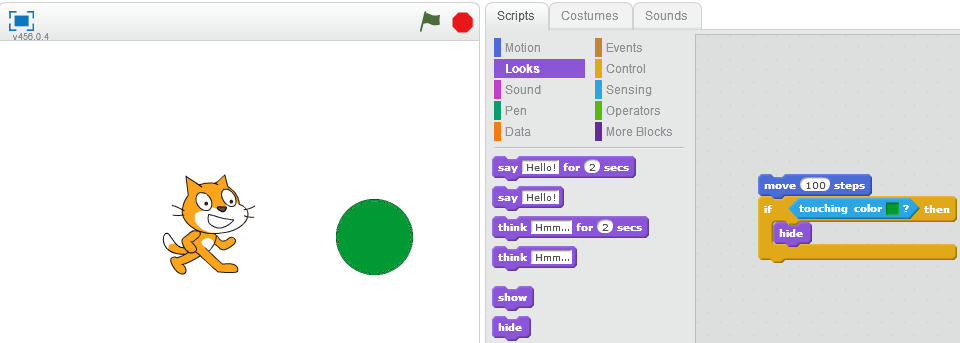 v456.0.4
Scripts Costumes Sounds
Motion Events
Looks Control
Sound Sensing
Pen Operators
Data More Blocks
say Hello! for 2 secs
say Hello!
think Hmm... for 2 secs
think Hmm...
show
hide
move 100 steps
if touching color ? then
hide